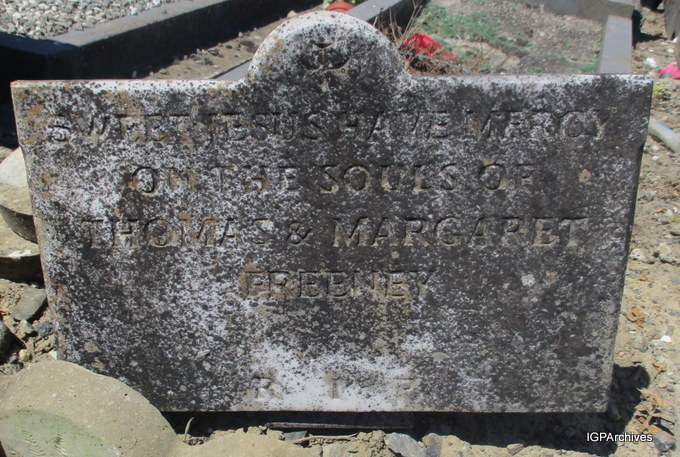 SWEET JESUS HAVE MERCY
ON THE SOULS OF
THOMAS & MARGARET
FREENEY
R I P
IGPArchives